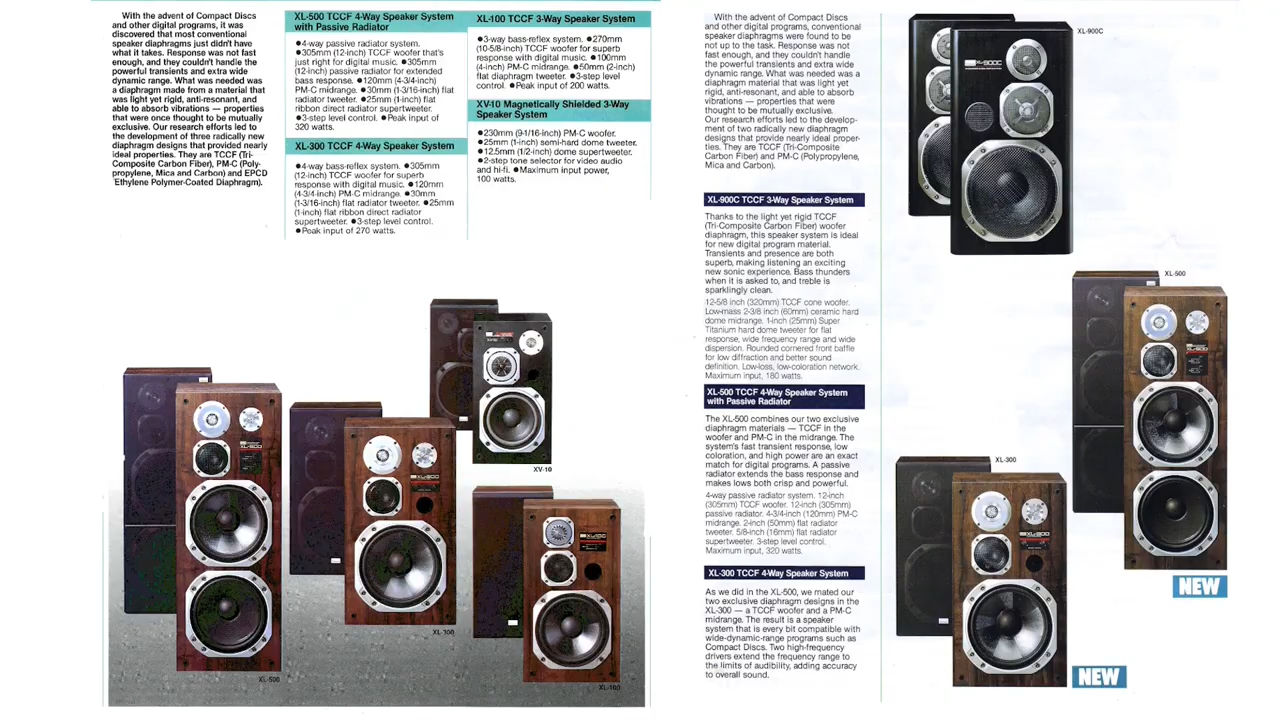 With the advent of Compact Discs
and other digital programs, it was
discovered that most conventional
speaker diaphragms just didn't have
what it takes. Response was not fast
enough, and they couldn't handle the
powerful transients and extra wide
dynamic range. What was needed was
a diaphragm made from a material that
was light yet rigid, anti-resonant, and
able to absorb vibrations — properties
that were once thought to be mutually
exclusive. Our research efforts led to
the development of three radically new
diaphragm designs that provided nearly
ideal properties. They are TCCF (Tri-
Composite Carbon Fiber), PM-C (Poly-
propylene, Mica and Carbon) and EPCD
Ethylene Polymer-Coated Diaphragm).
XL-500 TCCF 4-Way Speaker System
with Passive Radiator
●4-way passive radiator system.
●305mm (12-inch) TCCF woofer that's
just right for digital music. ●305mm
(12-inch) passive radiator for extended
bass response. ●120mm (4-3/4-inch)
PM-C midrange. ●30mm (1-3/16-inch) flat
radiator tweeter. ●25mm (1-inch) flat
ribbon direct radiator supertweeter.
●3-step level control. ●Peak input of
320 watts.
XL-300 TCCF 4-Way Speaker System
●4-way bass-reflex system. ●305mm
(12-inch) TCCF woofer for superb
response with digital music. ●120mm
(4-3/4-inch) PM-C midrange. ●30mm
(1-3/16-inch) flat radiator tweeter. ●25mm
(1-inch) flat ribbon direct radiator
supertweeter. ●3-step level control.
●Peak input of 270 watts.
XL-100 TCCF 3-Way Speaker System
●3-way bass-reflex system. ●270mm
(10-5/8-inch) TCCF woofer for superb
response with digital music. ●100mm
(4-inch) PM-C midrange. ●50mm (2-inch)
flat diaphragm tweeter. ●3-step level
control. ●Peak input of 200 watts.
XV-10 Magnetically Shielded 3-Way
Speaker System
●230mm (9-1/16-inch) PM-C woofer.
●25mm (1-inch) semi-hard dome tweeter.
●12.5mm (1/2-inch) dome supertweeter.
●2-step tone selector for video audio
and hi-fi. ●Maximum input power,
100 watts.
XV-10
XL-300
XL-500
XL-100
With the advent of Compact Discs
and other digital programs, conventional
speaker diaphragms were found to be
not up to the task. Response was not
fast enough, and they couldn't handle
the powerful transients and extra wide
dynamic range. What was needed was a
diaphragm material that was light yet
rigid, anti-resonant, and able to absorb
vibrations — properties that were
thought to be mutually exclusive.
Our research efforts led to the develop-
ment of two radically new diaphragm
designs that provide nearly ideal proper-
ties. They are TCCF (Tri-Composite
Carbon Fiber) and PM-C (Polypropylene,
Mica and Carbon).
XL-900C TCCF 3-Way Speaker System
Thanks to the light yet rigid TCCF
(Tri-Composite Carbon Fiber) woofer
diaphragm, this speaker system is ideal
for new digital program material.
Transients and presence are both
superb, making listening an exciting
new sonic experience. Bass thunders
when it is asked to, and treble is
sparklingly clean.
12-5/8 inch (320mm) TCCF cone woofer.
Low-mass 2-3/8 inch (60mm) ceramic hard
dome midrange. 1-inch (25mm) Super
Titanium hard dome tweeter for flat
response, wide frequency range and wide
dispersion. Rounded cornered front baffle
for low diffraction and better sound
definition. Low-loss, low-coloration network.
Maximum input, 180 watts.
XL-500 TCCF 4-Way Speaker System
with Passive Radiator
The XL-500 combines our two exclusive
diaphragm materials — TCCF in the
woofer and PM-C in the midrange. The
system's fast transient response, low
coloration, and high power are an exact
match for digital programs. A passive
radiator extends the bass response and
makes lows both crisp and powerful.
4-way passive radiator system. 12-inch
(305mm) TCCF woofer. 12-inch (305mm)
passive radiator. 4-3/4-inch (120mm) PM-C
midrange. 2-inch (50mm) flat radiator
tweeter. 5/8-inch (16mm) flat radiator
supertweeter. 3-step level control.
Maximum input, 320 watts.
XL-300 TCCF 4-Way Speaker System
As we did in the XL-500, we mated our
two exclusive diaphragm designs in the
XL-300 — a TCCF woofer and a PM-C
midrange. The result is a speaker
system that is every bit compatible with
wide-dynamic-range programs such as
Compact Discs. Two high-frequency
drivers extend the frequency range to
the limits of audibility, adding accuracy
to overall sound.
XL-900C
XL-500
NEW
XL-300
NEW